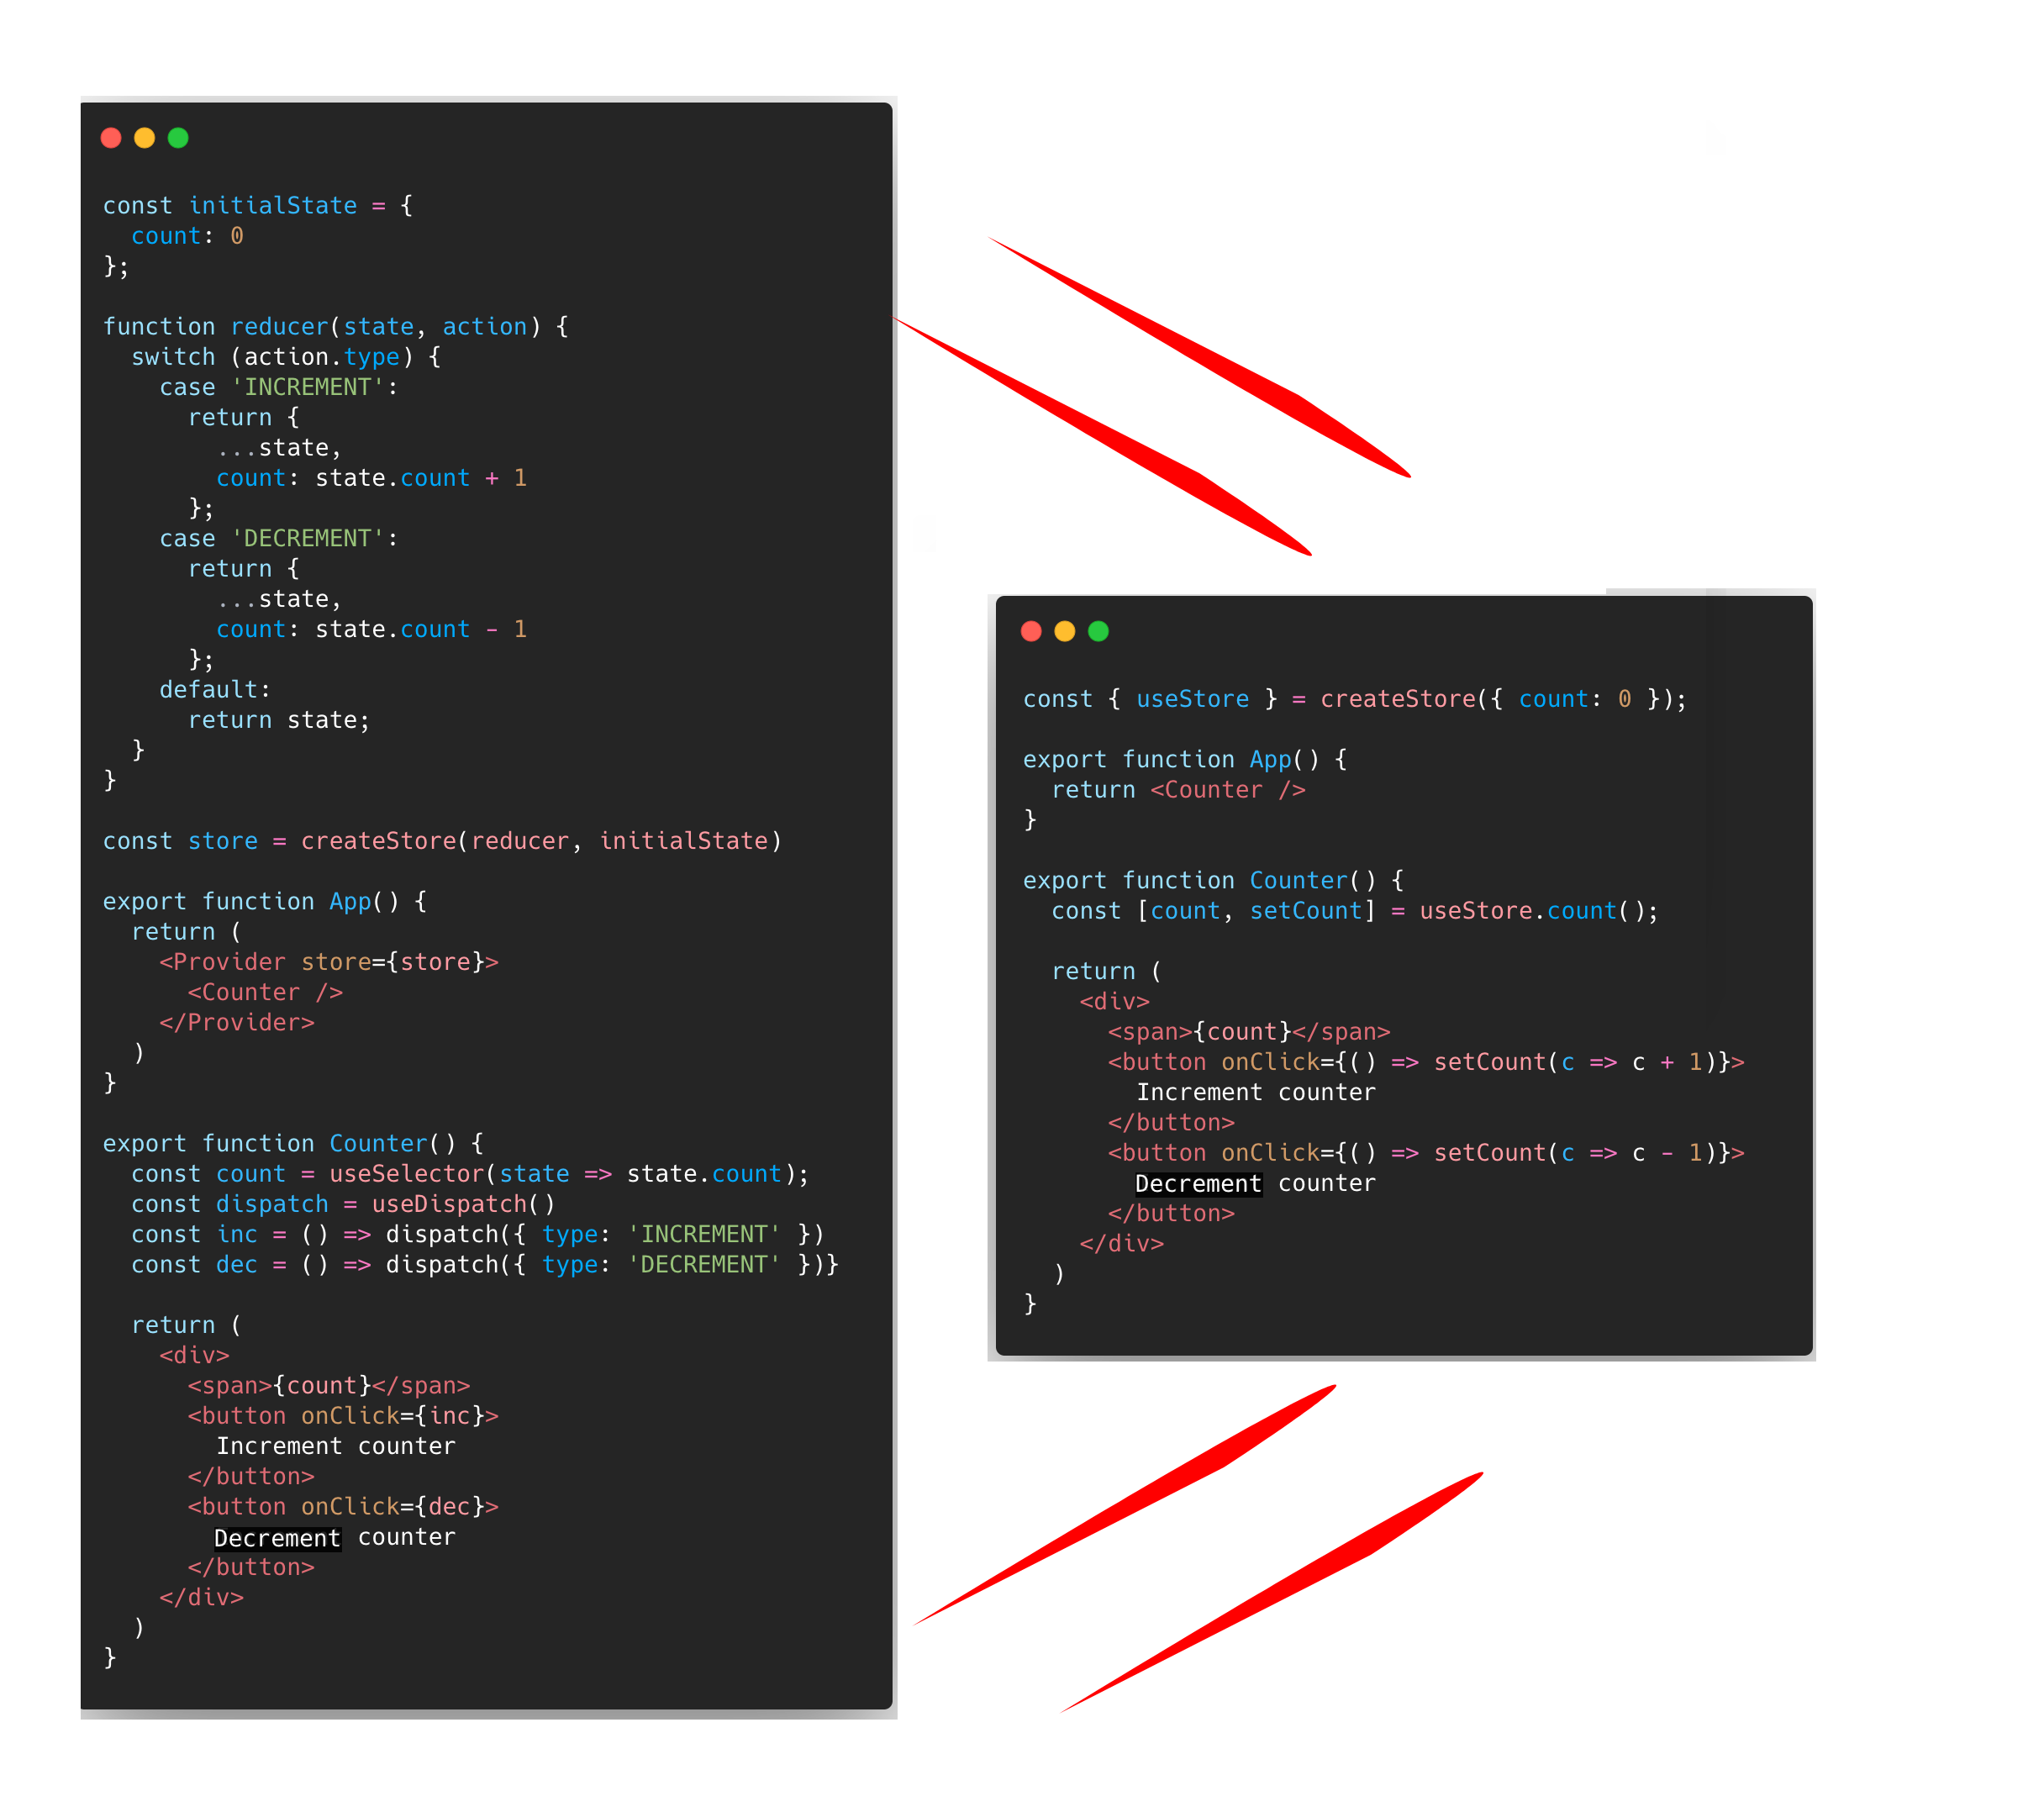 const initialState = {
  count: 0
};

function reducer(state, action) {
  switch (action.type) {
    case 'INCREMENT':
      return {
        ...state,
        count: state.count + 1
      };
    case 'DECREMENT':
      return {
        ...state,
        count: state.count - 1
      };
    default:
      return state;
  }
}

const store = createStore(reducer, initialState)

export function App() {
  return (
    <Provider store={store}>
      <Counter />
    </Provider>
  )
}

export function Counter() {
  const count = useSelector(state => state.count);
  const dispatch = useDispatch()
  const inc = () => dispatch({ type: 'INCREMENT' })
  const dec = () => dispatch({ type: 'DECREMENT' })}

  return (
    <div>
      <span>{count}</span>
      <button onClick={inc}>
        Increment counter
      </button>
      <button onClick={dec}>
        Decrement counter
      </button>
    </div>
  )
}

const { useStore } = createStore({ count: 0 });

export function App() {
  return <Counter />
}

export function Counter() {
  const [count, setCount] = useStore.count();

  return (
    <div>
      <span>{count}</span>
      <button onClick={() => setCount(c => c + 1)}>
        Increment counter
      </button>
      <button onClick={() => setCount(c => c - 1)}>
        Decrement counter
      </button>
    </div>
  )
}